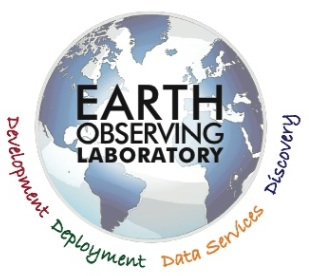 EARTH
OBSERVING
LABORATORY
Development
Deployment
Data Services
Discovery